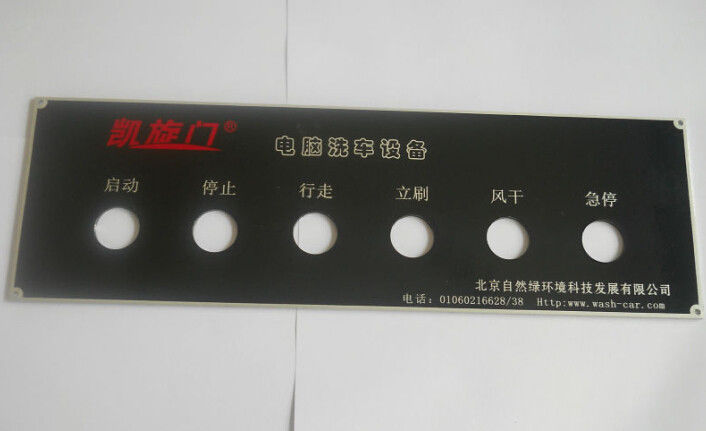 凯旋门®
电脑洗车设备
启动 停止 行走 立刷 风干 急停
北京自然绿环境科技发展有限公司
电话：01060216628/38 Http:www.wash-car.com